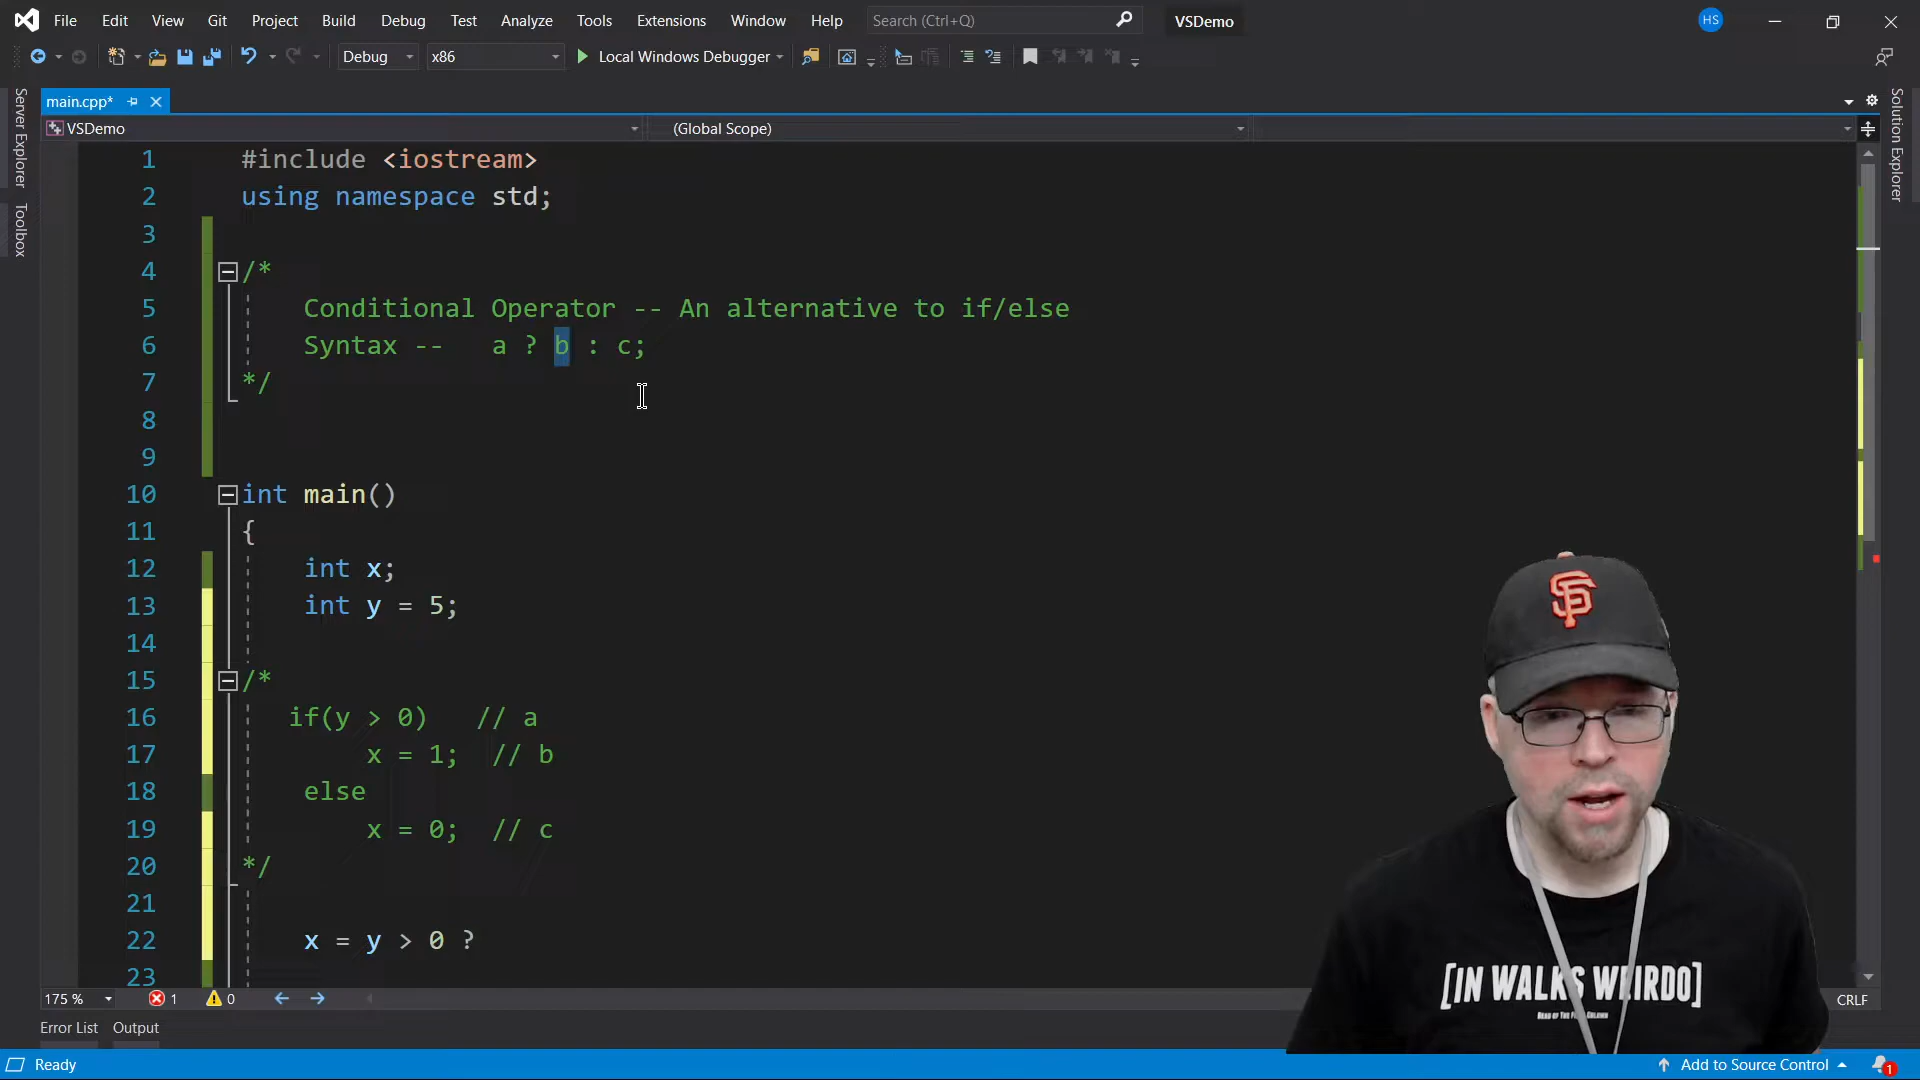 File Edit View Git Project Build Debug Test Analyze Tools Extensions Window Help Search (Ctrl+Q) VSDemo HS
Debug x86 Local Windows Debugger
Server Explorer
Toolbox
Solution Explorer
main.cpp*
VSDemo (Global Scope)
1 #include <iostream>
2 using namespace std;
3
4 /*
5 Conditional Operator -- An alternative to if/else
6 Syntax -- a ? b : c;
7 */
8
9
10 int main()
11 {
12 int x;
13 int y = 5;
14
15 /*
16 if(y > 0) // a
17 x = 1; // b
18 else
19 x = 0; // c
20 */
21
22 x = y > 0 ?
23
SF
[IN WALKS WEIRDO]
175 % 1 0 CRLF
Error List Output
Ready Add to Source Control 1